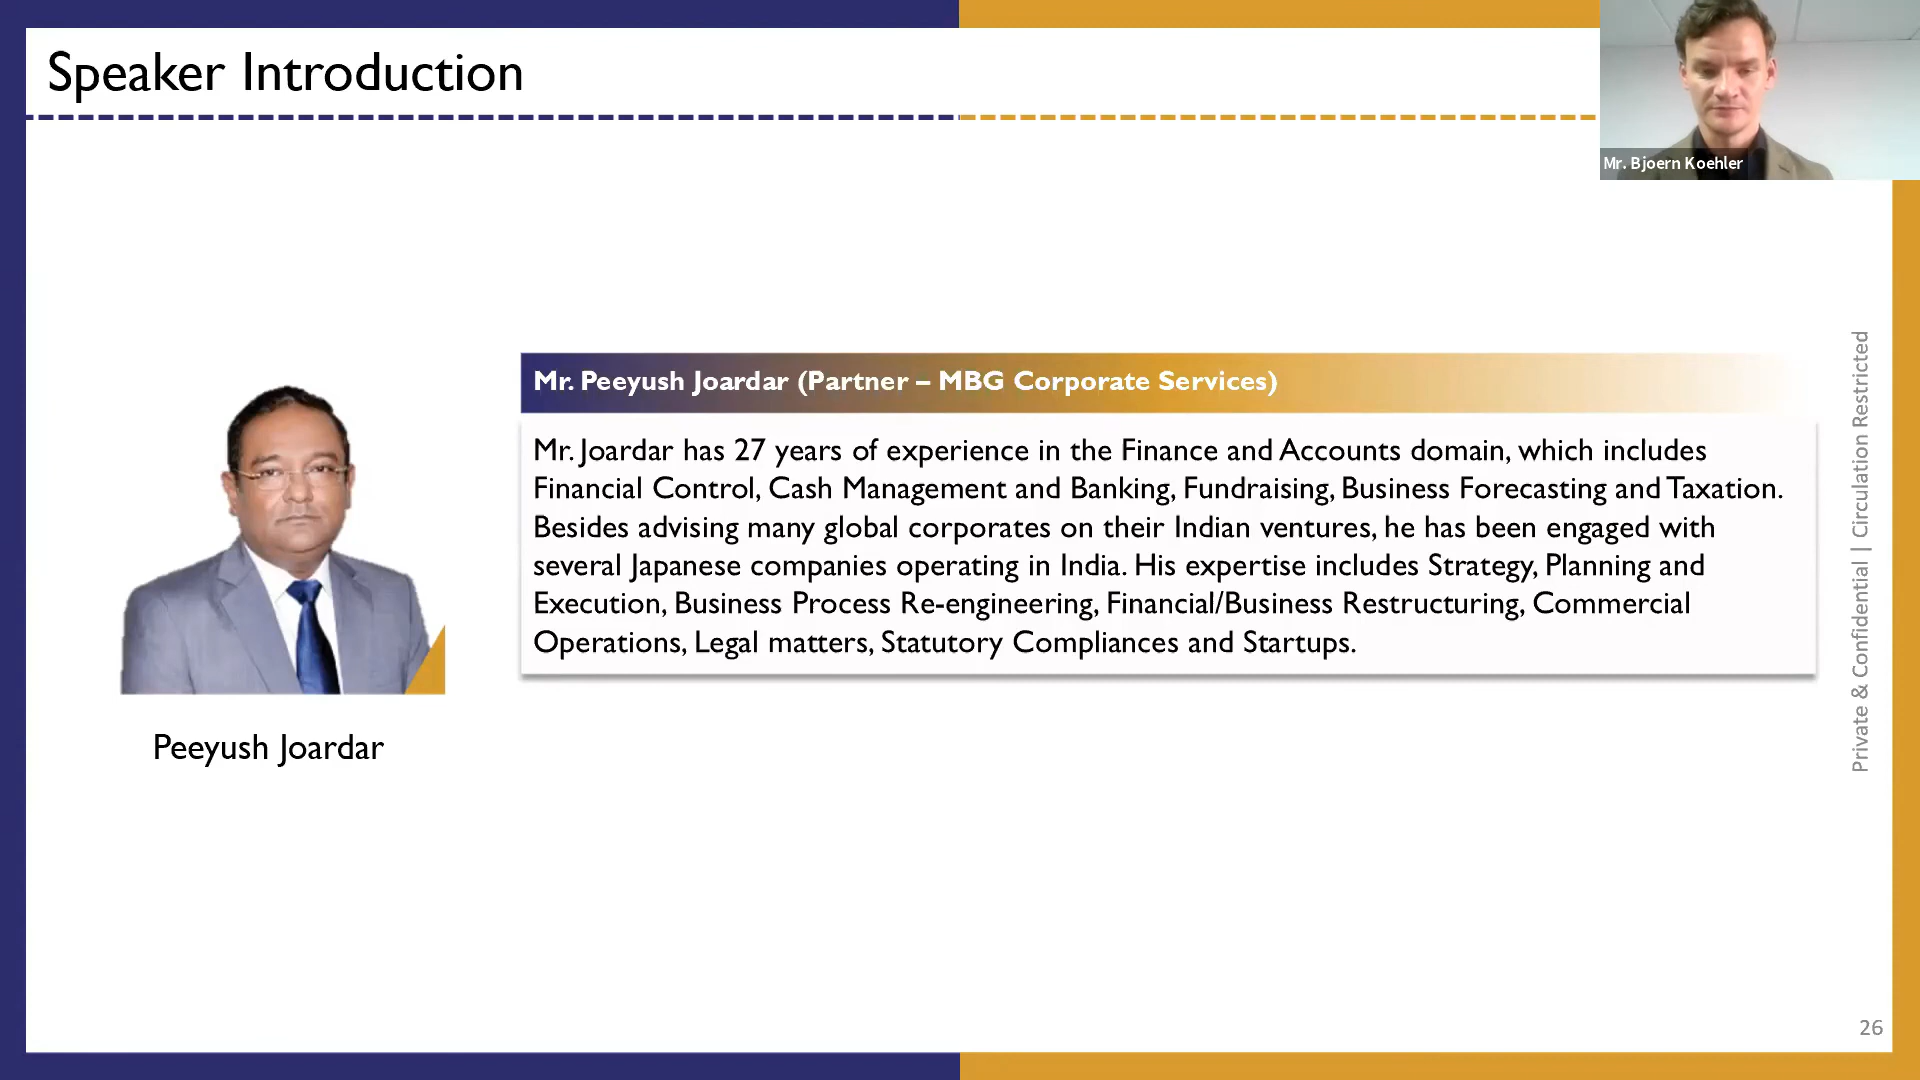 Speaker Introduction
Mr. Bjoern Koehler
Mr. Peeyush Joardar (Partner – MBG Corporate Services)
Mr. Joardar has 27 years of experience in the Finance and Accounts domain, which includes
Financial Control, Cash Management and Banking, Fundraising, Business Forecasting and Taxation.
Besides advising many global corporates on their Indian ventures, he has been engaged with
several Japanese companies operating in India. His expertise includes Strategy, Planning and
Execution, Business Process Re-engineering, Financial/Business Restructuring, Commercial
Operations, Legal matters, Statutory Compliances and Startups.
Peeyush Joardar
Private & Confidential | Circulation Restricted
26